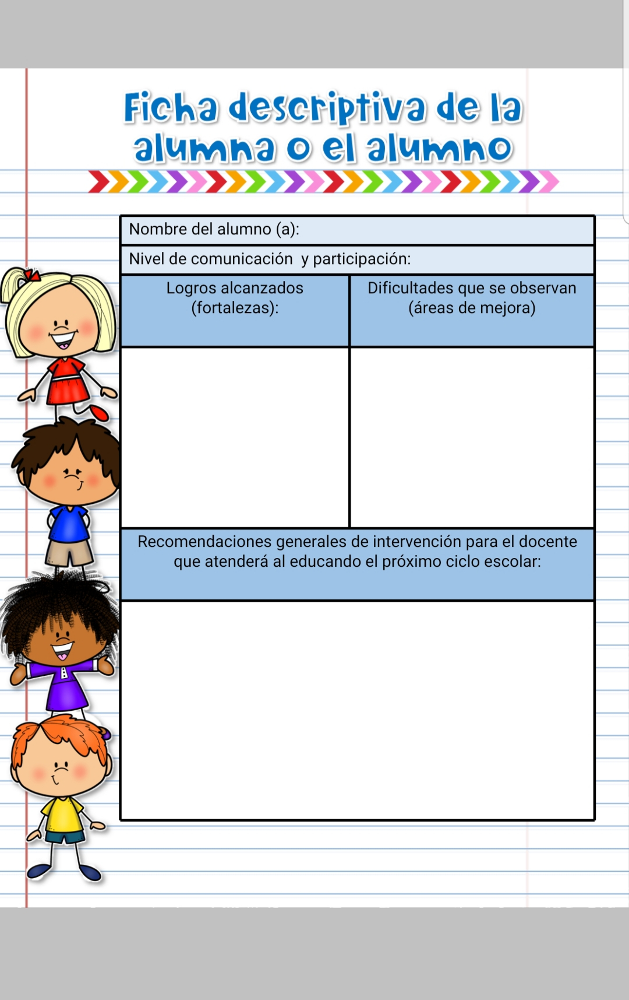 Ficha descriptiva de la
alumna o el alumno
Nombre del alumno (a):
Nivel de comunicación y participación:
Logros alcanzados
(fortalezas):
Dificultades que se observan
(áreas de mejora)
Recomendaciones generales de intervención para el docente
que atenderá al educando el próximo ciclo escolar: